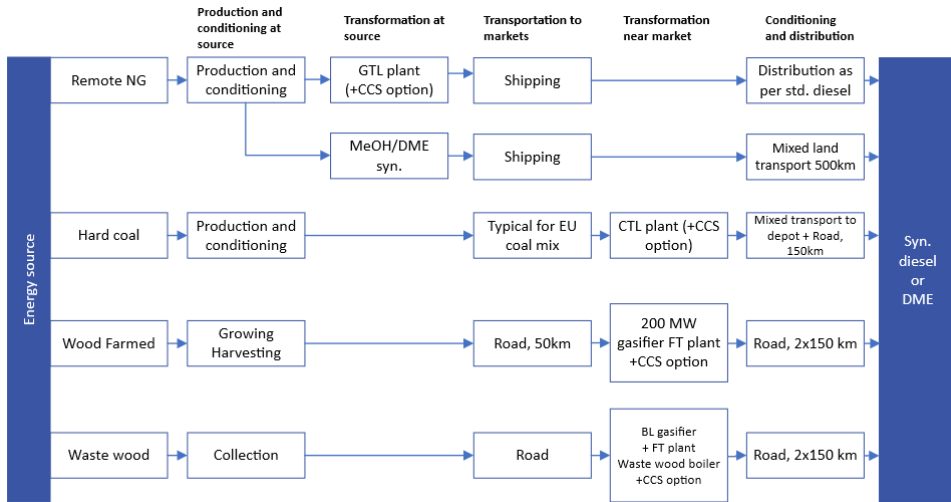 Production and
conditioning at
source
Transformation at
source
Transportation to
markets
Transformation
near market
Conditioning
and distribution
Energy source
Remote NG
Production and
conditioning
GTL plant
(+CCS option)
Shipping
Distribution as
per std. diesel
MeOH/DME
syn.
Shipping
Mixed land
transport 500km
Hard coal
Production and
conditioning
Typical for EU
coal mix
CTL plant (+CCS
option)
Mixed transport to
depot + Road,
150km
Wood Farmed
Growing
Harvesting
Road, 50km
200 MW
gasifier FT plant
+CCS option
Road, 2x150 km
Waste wood
Collection
Road
BL gasifier
+ FT plant
Waste wood boiler
+CCS option
Road, 2x150 km
Syn.
diesel
or
DME